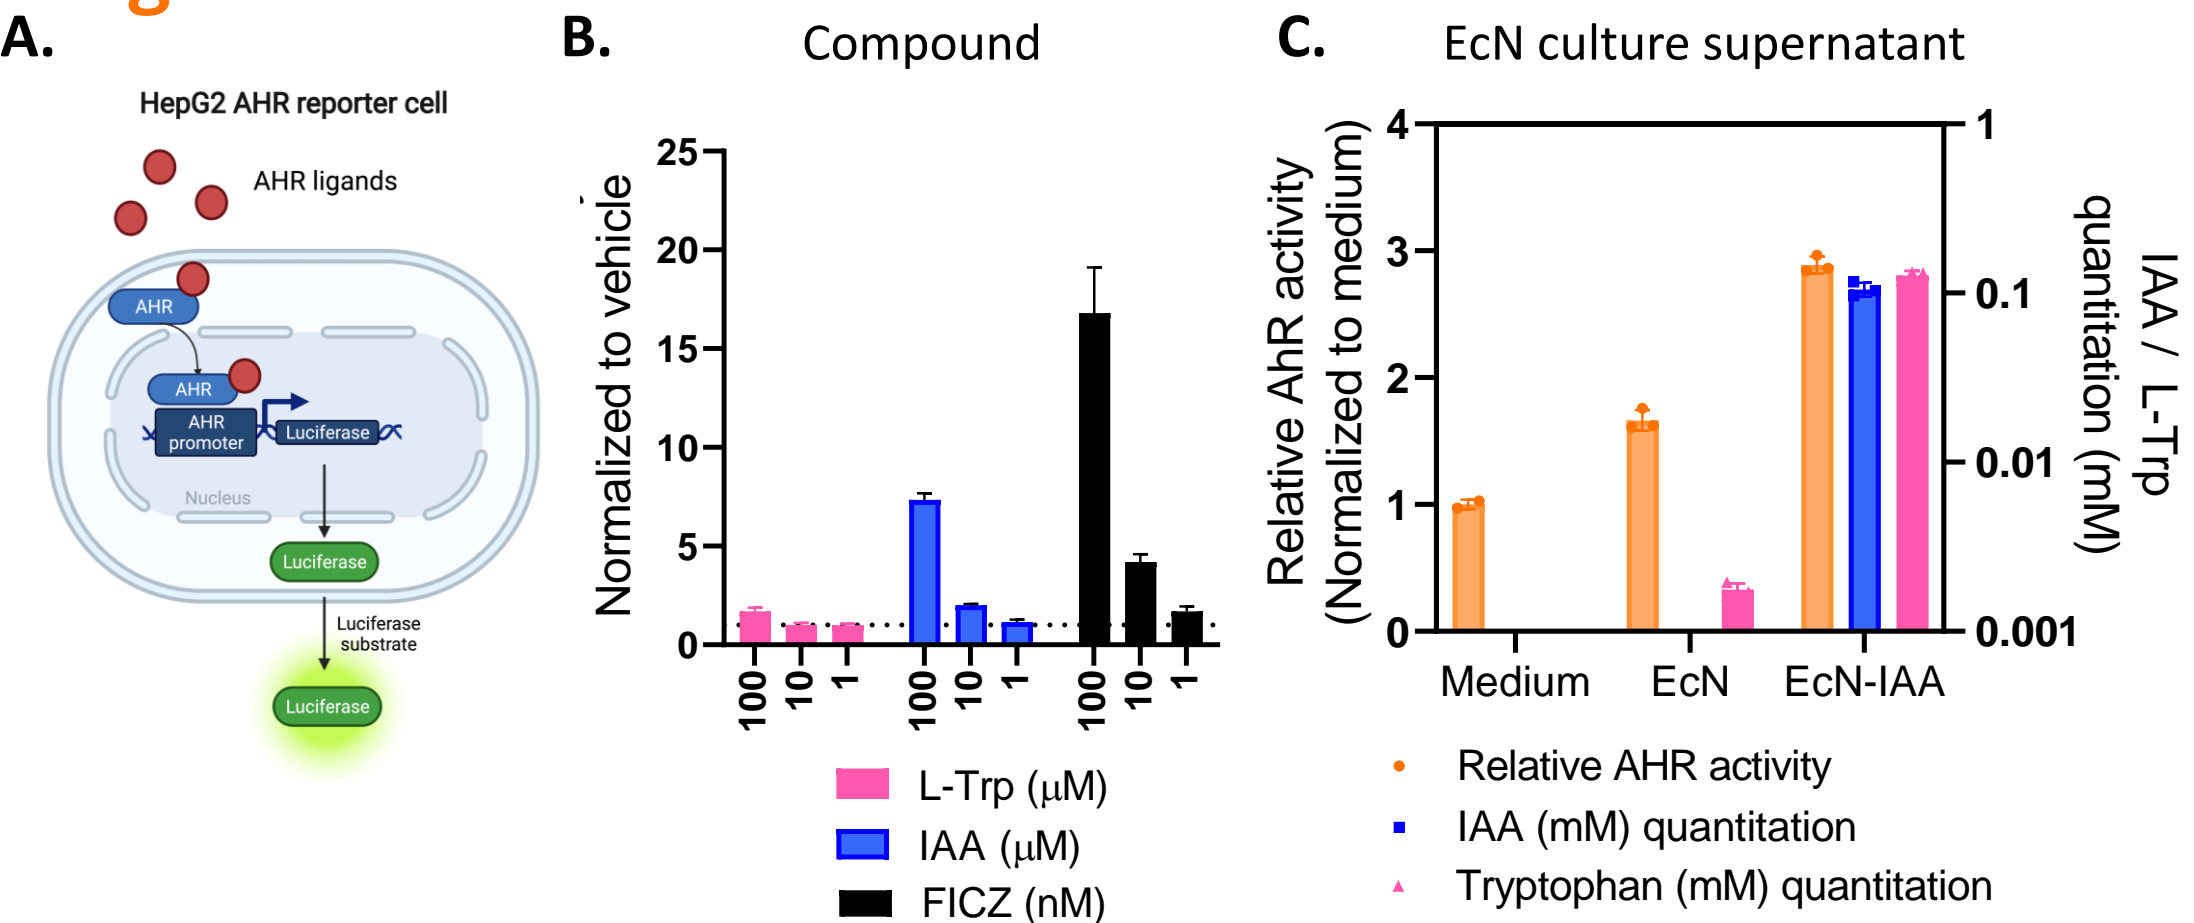 g
A.
HepG2 AHR reporter cell
AHR ligands
AHR
AHR
AHR
promoter
Luciferase
Nucleus
Luciferase
Luciferase
substrate
Luciferase
B.
Compound
Normalized to vehicle
25
20
15
10
5
0
100
10
1
100
10
1
100
10
1
L-Trp (μM)
IAA (μM)
FICZ (nM)
C.
EcN culture supernatant
Relative AhR activity
(Normalized to medium)
4
3
2
1
0
1
0.1
0.01
0.001
IAA / L-Trp
quantitation (mM)
Medium
EcN
EcN-IAA
Relative AHR activity
IAA (mM) quantitation
Tryptophan (mM) quantitation